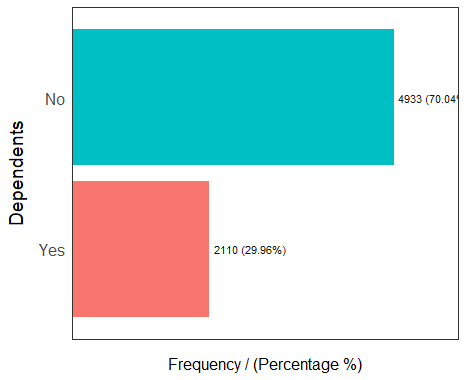 Dependents
No
4933 (70.04%
Yes
2110 (29.96%)
Frequency / (Percentage %)